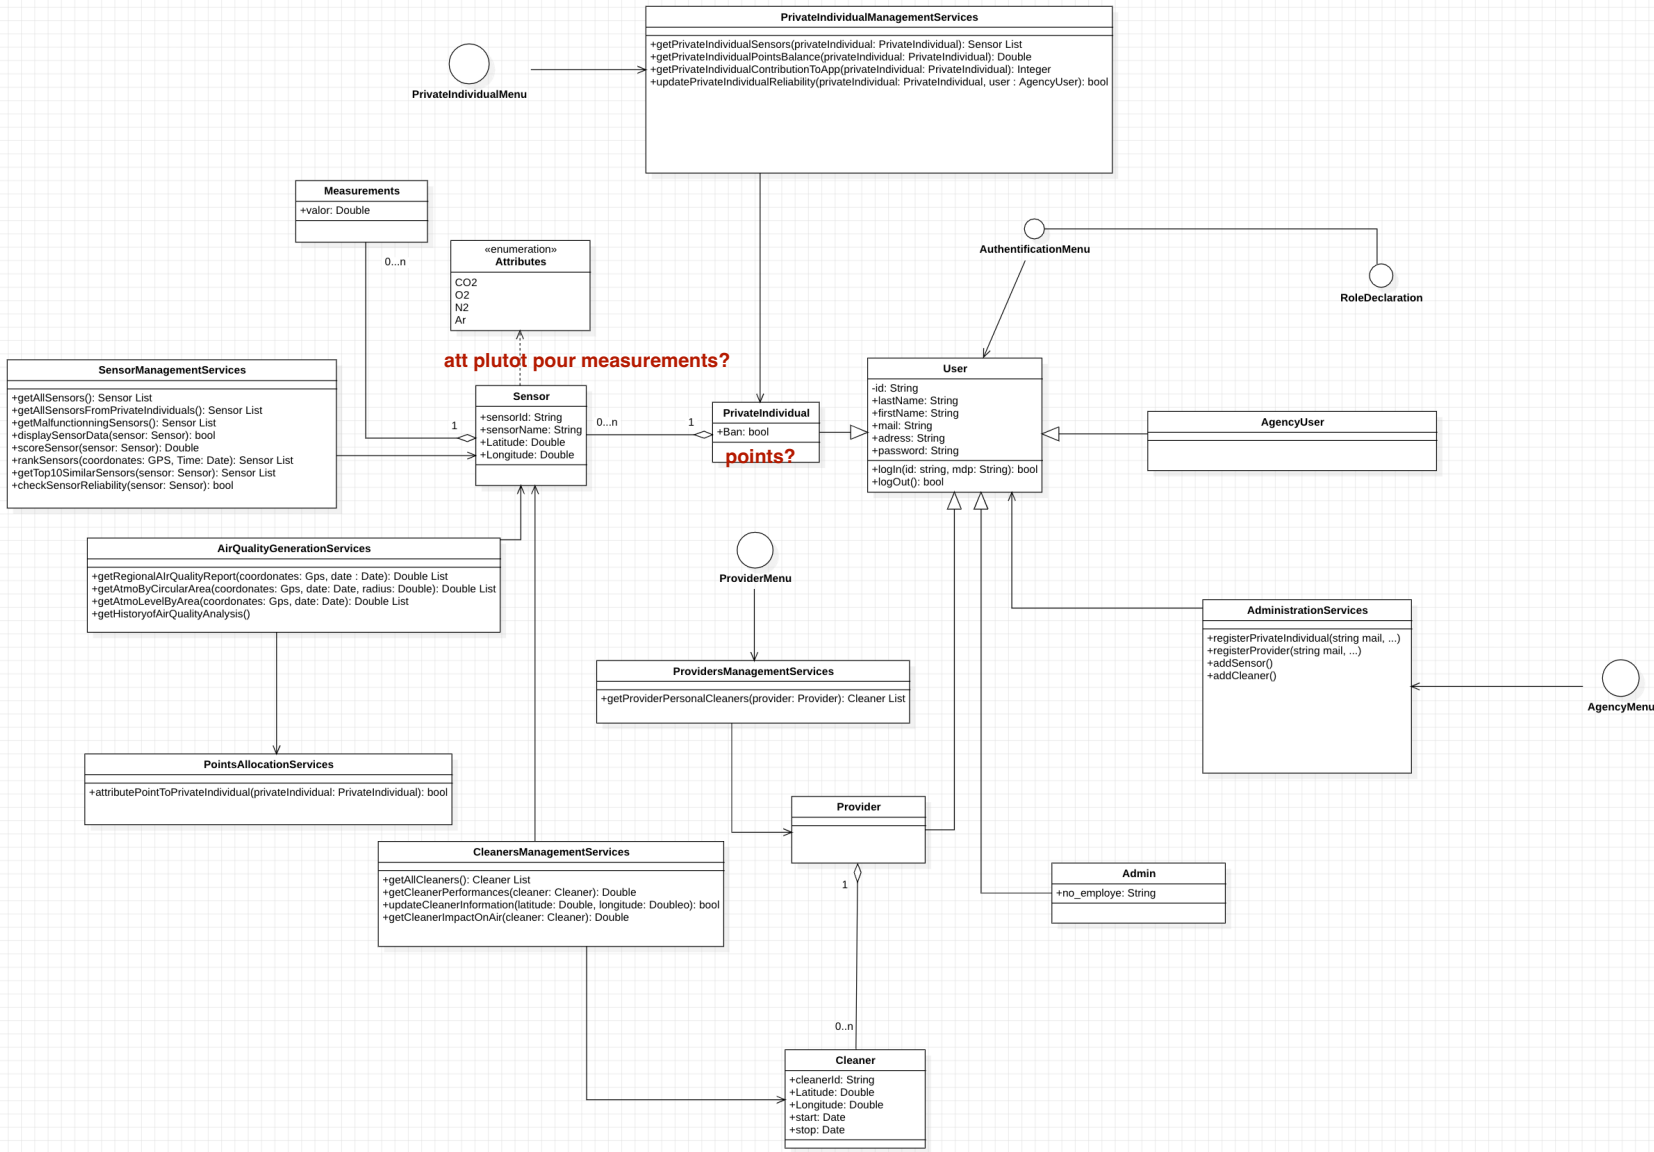 PrivateIndividualManagementServices
+getPrivateIndividualSensors(privateIndividual: PrivateIndividual): Sensor List
+getPrivateIndividualPointsBalance(privateIndividual: PrivateIndividual): Double
+getPrivateIndividualContributionToApp(privateIndividual: PrivateIndividual): Integer
+updatePrivateIndividualReliability(privateIndividual: PrivateIndividual, user : AgencyUser): bool
PrivateIndividualMenu
Measurements
+valor: Double
0...n
«enumeration»
Attributes
CO2
O2
N2
Ar
AuthentificationMenu
RoleDeclaration
att plutot pour measurements?
SensorManagementServices
+getAllSensors(): Sensor List
+getAllSensorsFromPrivateIndividuals(): Sensor List
+getMalfunctionningSensors(): Sensor List
+displaySensorData(sensor: Sensor): bool
+scoreSensor(sensor: Sensor): Double
+rankSensors(coordonates: GPS, Time: Date): Sensor List
+getTop10SimilarSensors(sensor: Sensor): Sensor List
+checkSensorReliability(sensor: Sensor): bool
1
Sensor
+sensorId: String
+sensorName: String
+Latitude: Double
+Longitude: Double
0...n
1
PrivateIndividual
+Ban: bool
points?
User
-id: String
+lastName: String
+firstName: String
+mail: String
+adress: String
+password: String
+logIn(id: string, mdp: String): bool
+logOut(): bool
AgencyUser
AirQualityGenerationServices
+getRegionalAIrQualityReport(coordonates: Gps, date : Date): Double List
+getAtmoByCircularArea(coordonates: Gps, date: Date, radius: Double): Double List
+getAtmoLevelByArea(coordonates: Gps, date: Date): Double List
+getHistoryofAirQualityAnalysis()
ProviderMenu
AdministrationServices
+registerPrivateIndividual(string mail, ...)
+registerProvider(string mail, ...)
+addSensor()
+addCleaner()
AgencyMenu
ProvidersManagementServices
+getProviderPersonalCleaners(provider: Provider): Cleaner List
PointsAllocationServices
+attributePointToPrivateIndividual(privateIndividual: PrivateIndividual): bool
Provider
1
CleanersManagementServices
+getAllCleaners(): Cleaner List
+getCleanerPerformances(cleaner: Cleaner): Double
+updateCleanerInformation(latitude: Double, longitude: Doubleo): bool
+getCleanerImpactOnAir(cleaner: Cleaner): Double
Admin
+no_employe: String
0..n
Cleaner
+cleanerId: String
+Latitude: Double
+Longitude: Double
+start: Date
+stop: Date